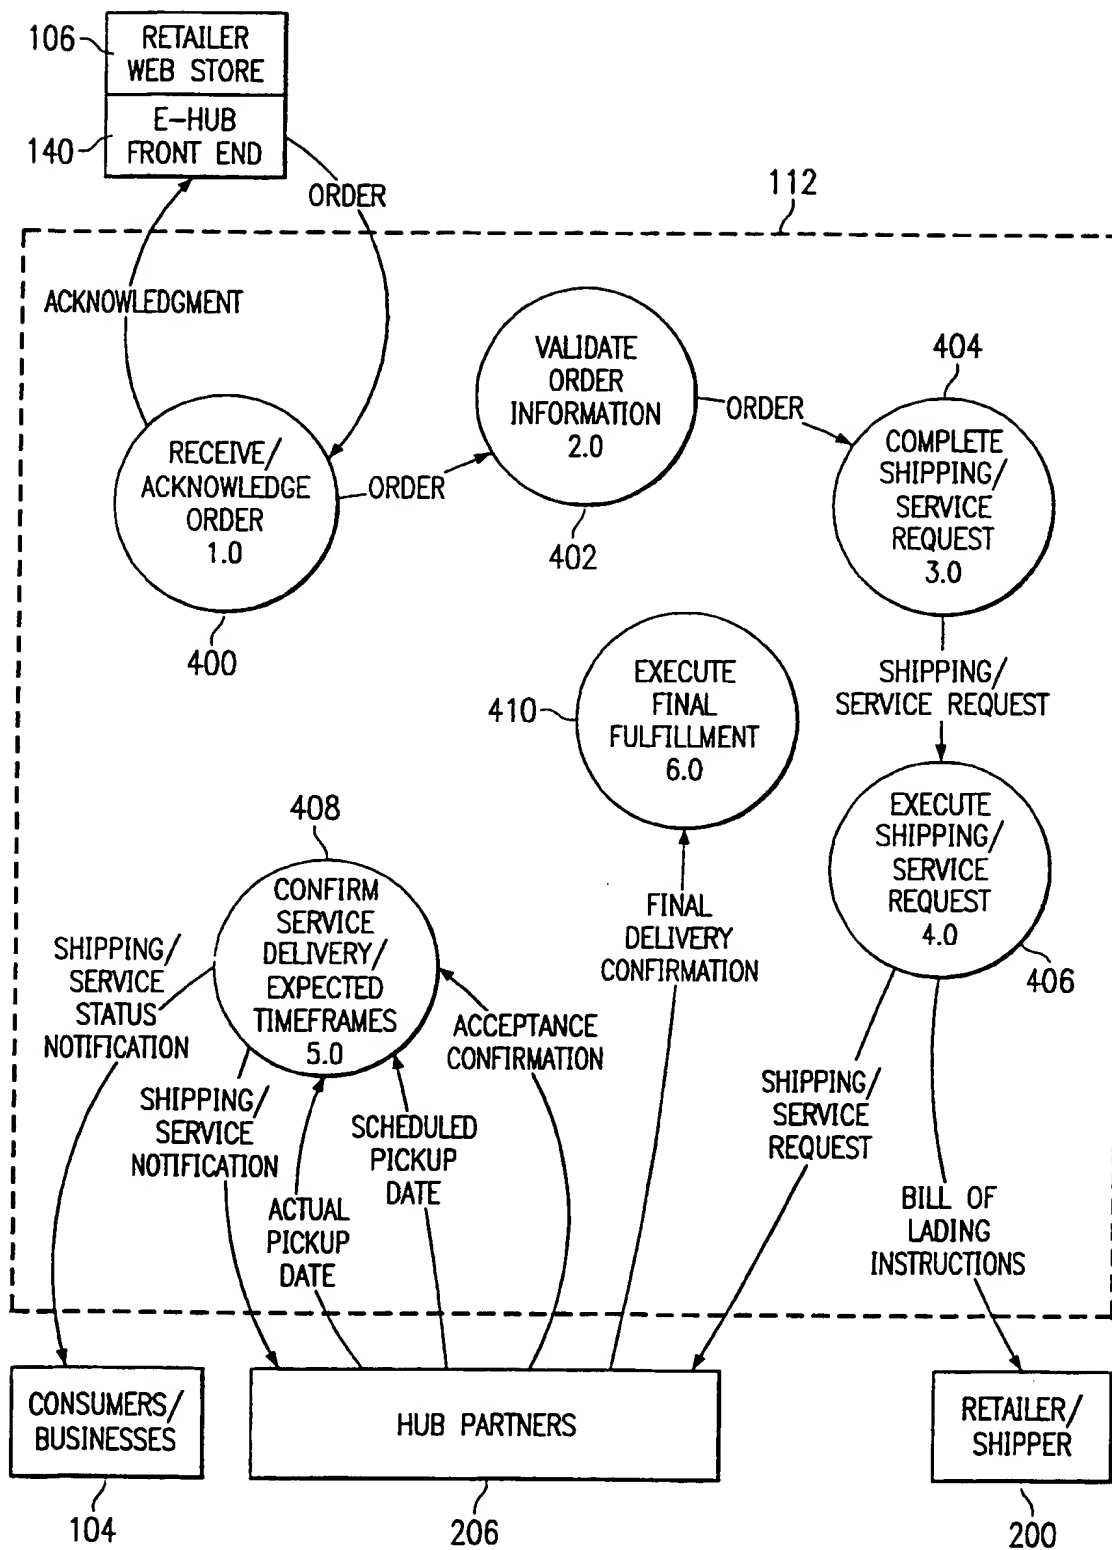 106
RETAILER
WEB STORE
140
E-HUB
FRONT END
ORDER
112
ACKNOWLEDGMENT
VALIDATE
ORDER
INFORMATION
2.0
402
ORDER
404
COMPLETE
SHIPPING/
SERVICE
REQUEST
3.0
RECEIVE/
ACKNOWLEDGE
ORDER
1.0
400
ORDER
SHIPPING/
SERVICE REQUEST
410
EXECUTE
FINAL
FULFILLMENT
6.0
EXECUTE
SHIPPING/
SERVICE
REQUEST
4.0
406
408
CONFIRM
SERVICE
DELIVERY/
EXPECTED
TIMEFRAMES
5.0
FINAL
DELIVERY
CONFIRMATION
SHIPPING/
SERVICE
STATUS
NOTIFICATION
ACCEPTANCE
CONFIRMATION
SHIPPING/
SERVICE
NOTIFICATION
SCHEDULED
PICKUP
DATE
ACTUAL
PICKUP
DATE
SHIPPING/
SERVICE
REQUEST
BILL OF
LADING
INSTRUCTIONS
CONSUMERS/
BUSINESSES
104
HUB PARTNERS
206
RETAILER/
SHIPPER
200